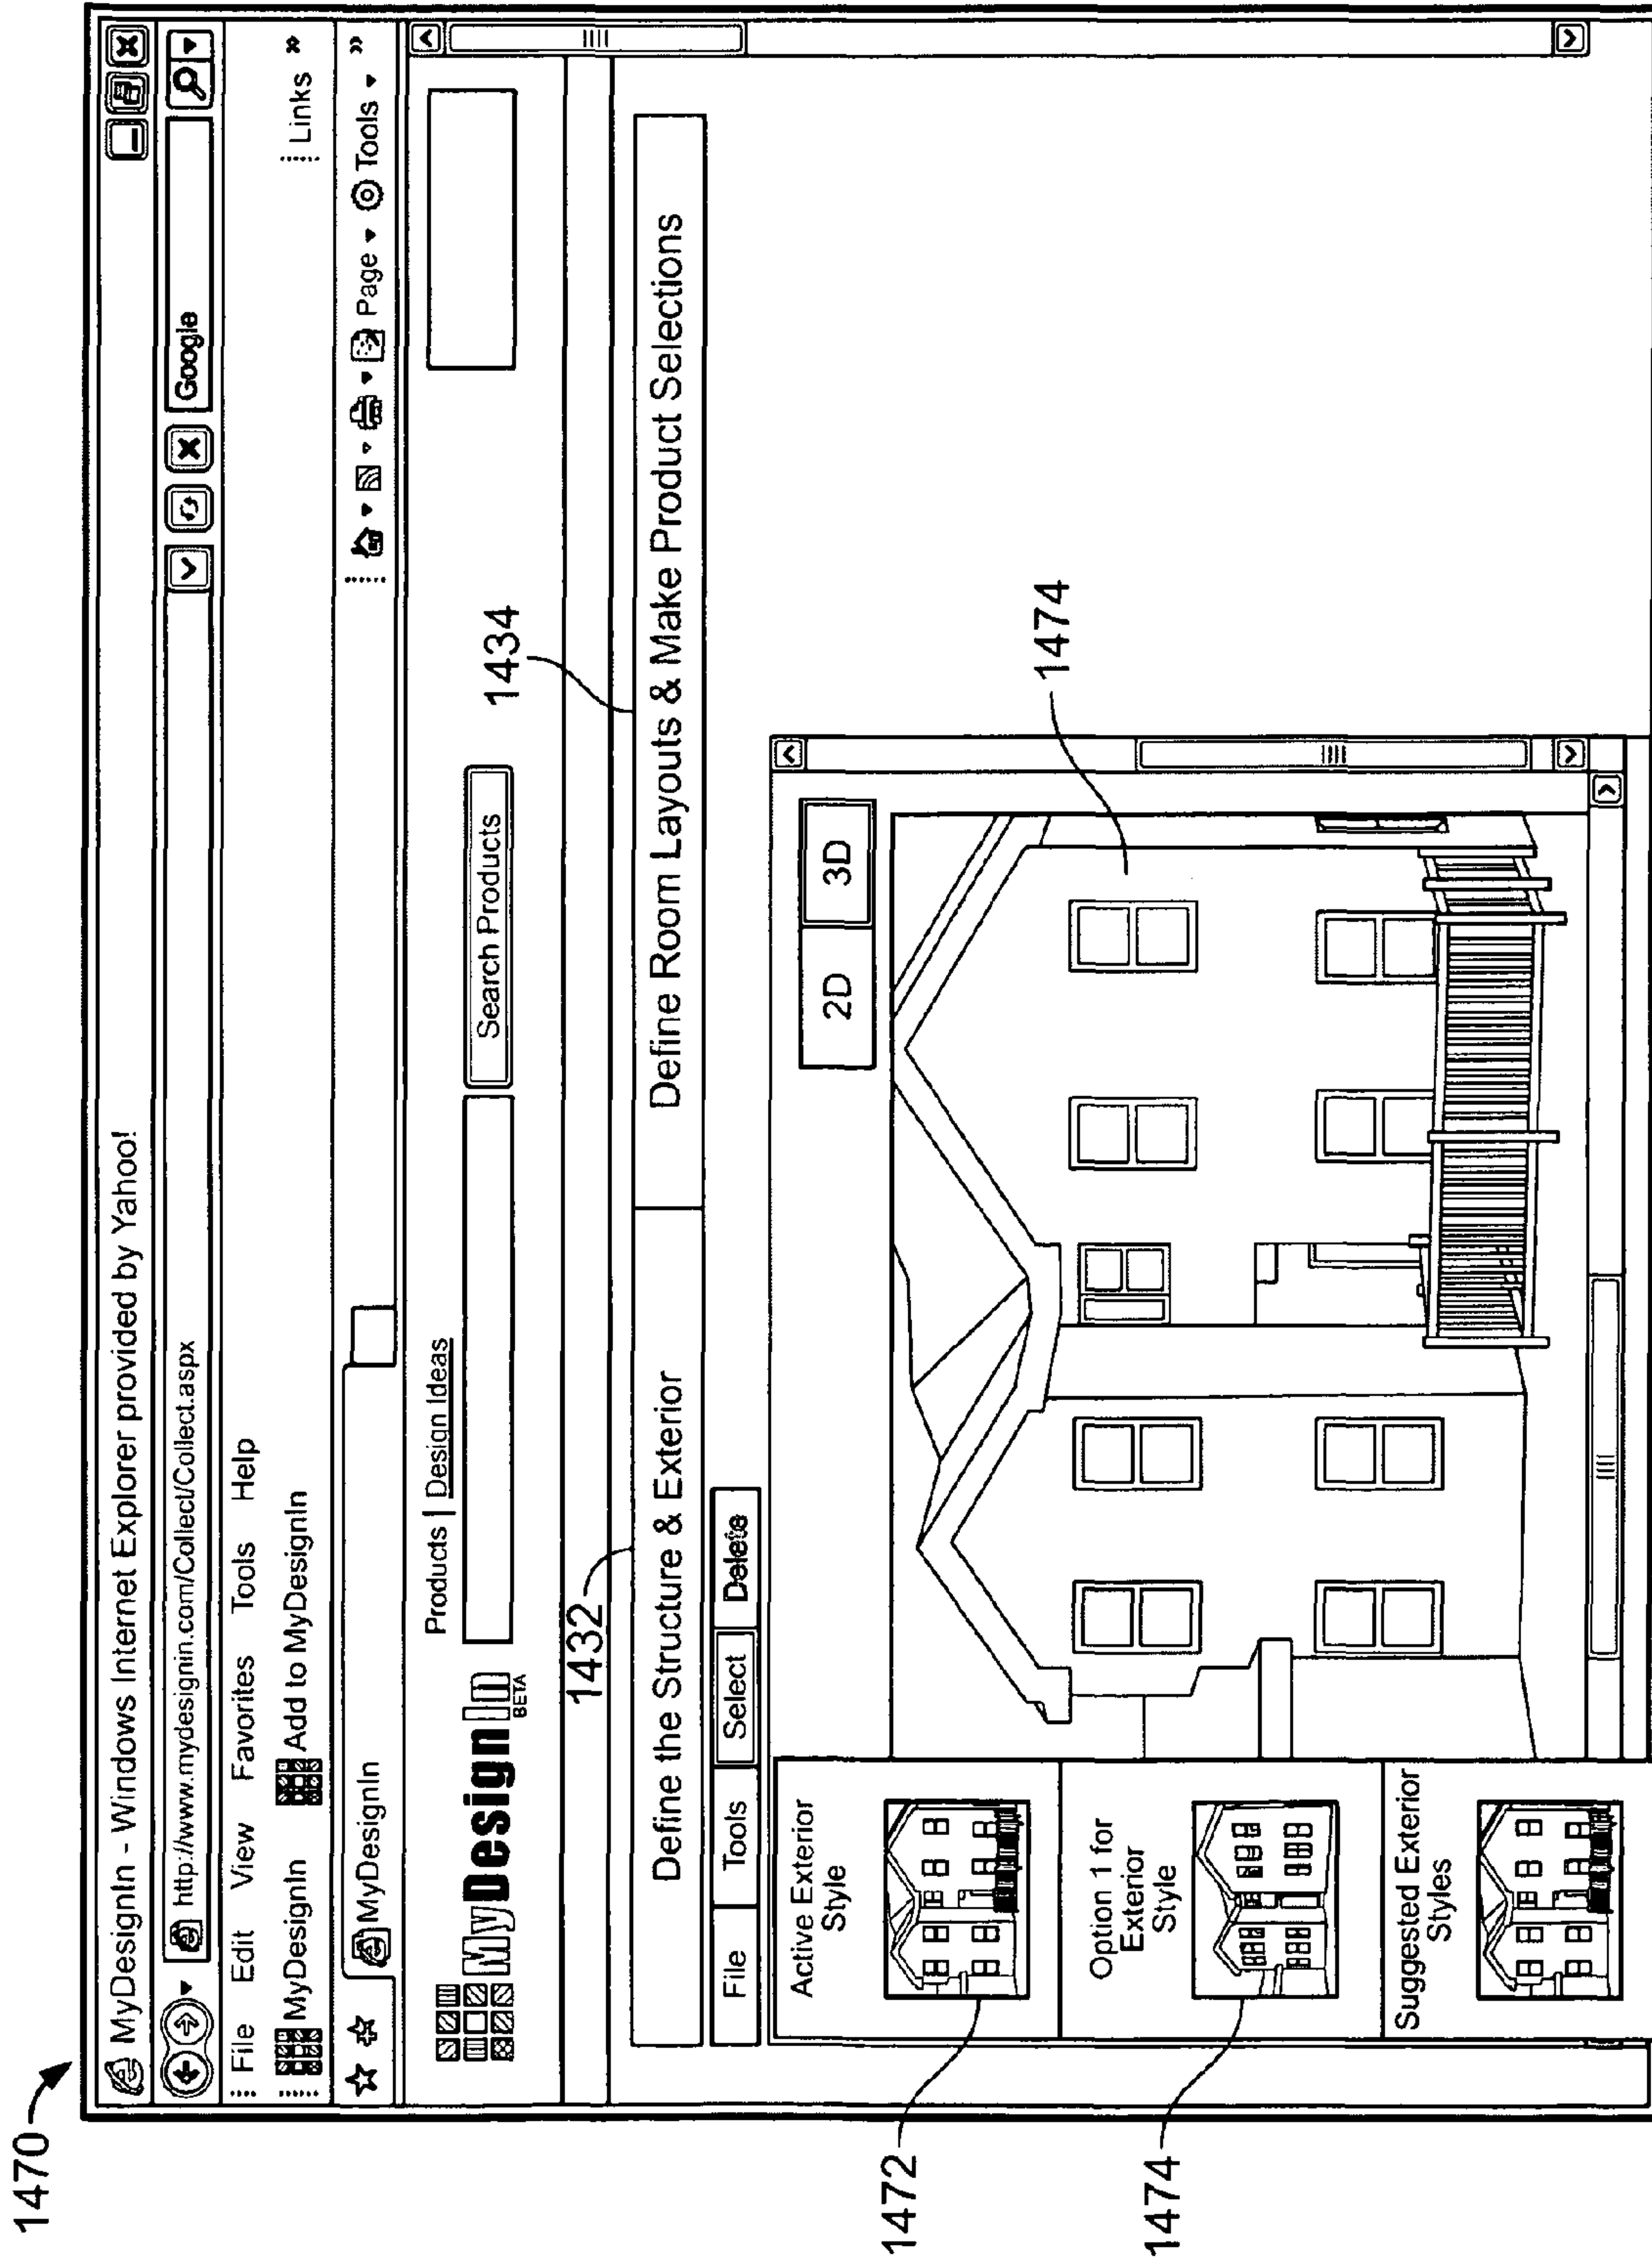 1470
MyDesignIn - Windows Internet Explorer provided by Yahoo!
http://www.mydesignin.com/Collect/Collect.aspx
Google
File Edit View Favorites Tools Help
MyDesignIn Add to MyDesignIn
Links »
MyDesignIn
Page Tools »
Products | Design Ideas
MyDesignIn
BETA
Search Products
1432
1434
Define the Structure & Exterior
Define Room Layouts & Make Product Selections
File Tools Select Delete
Active Exterior
Style
1472
Option 1 for
Exterior
Style
1474
Suggested Exterior
Styles
2D 3D
1474